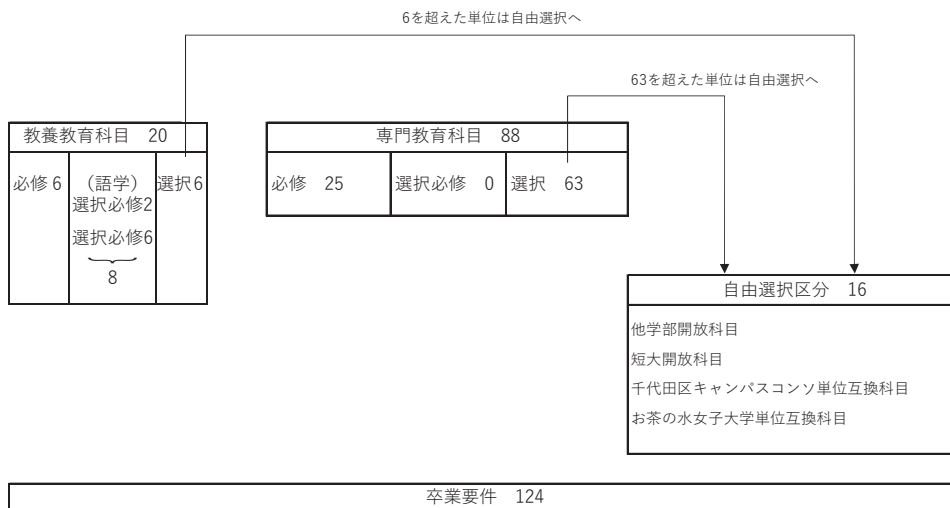 6を超えた単位は自由選択へ
63を超えた単位は自由選択へ
教養教育科目　20
必修 6
（語学）
選択必修2
選択必修6
8
選択6
専門教育科目　88
必修　25
選択必修　0
選択　63
自由選択区分　16
他学部開放科目
短大開放科目
千代田区キャンパスコンソ単位互換科目
お茶の水女子大学単位互換科目
卒業要件　124